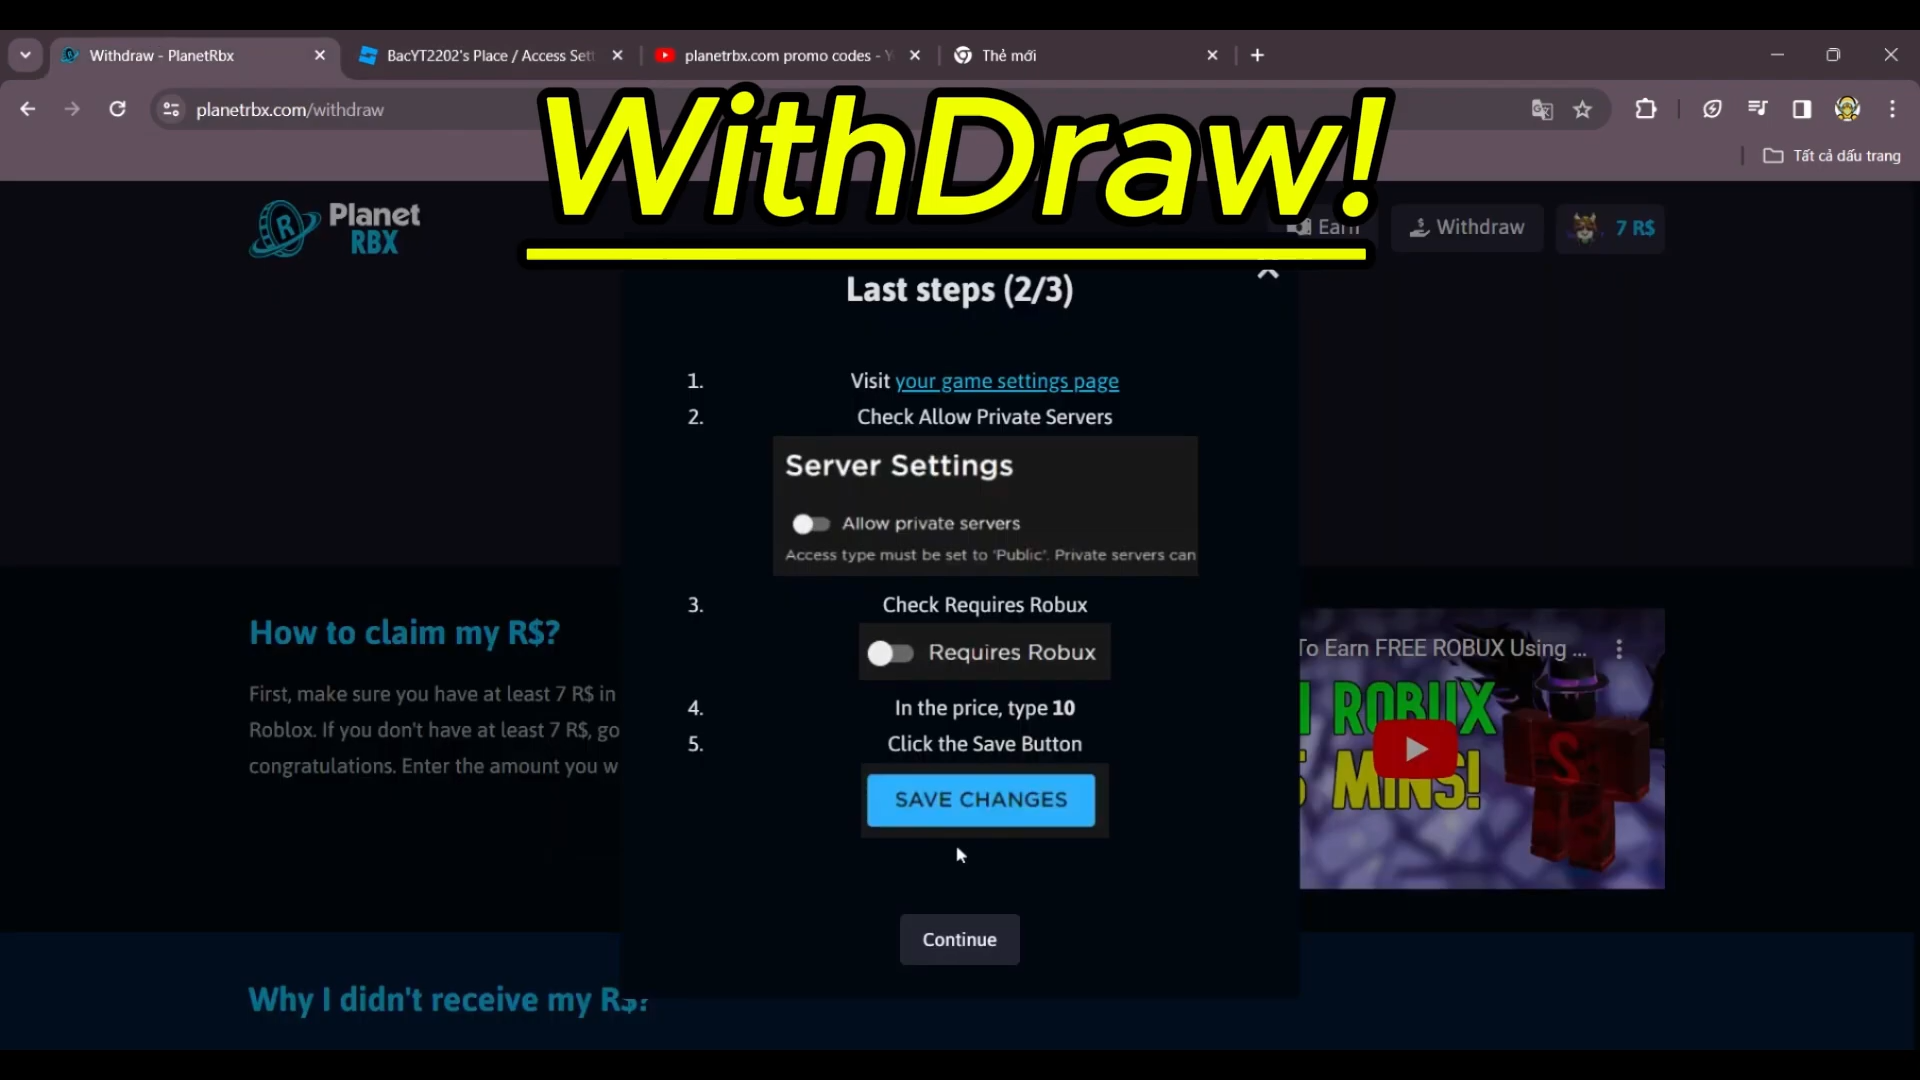 Withdraw - PlanetRbx
BacYT2202's Place / Access Sett
planetrbx.com promo codes - Y
Thẻ mới
planetrbx.com/withdraw
Tất cả dấu trang
WithDraw!
Planet
RBX
Earn
Withdraw
7 R$
Last steps (2/3)
1. Visit your game settings page
2. Check Allow Private Servers
Server Settings
Allow private servers
Access type must be set to 'Public'. Private servers can
3. Check Requires Robux
Requires Robux
4. In the price, type 10
5. Click the Save Button
SAVE CHANGES
Continue
How to claim my R$?
First, make sure you have at least 7 R$ in
Roblox. If you don't have at least 7 R$, go
congratulations. Enter the amount you w
To Earn FREE ROBUX Using ...
ROBUX
5 MINS!
S
Why I didn't receive my R$?